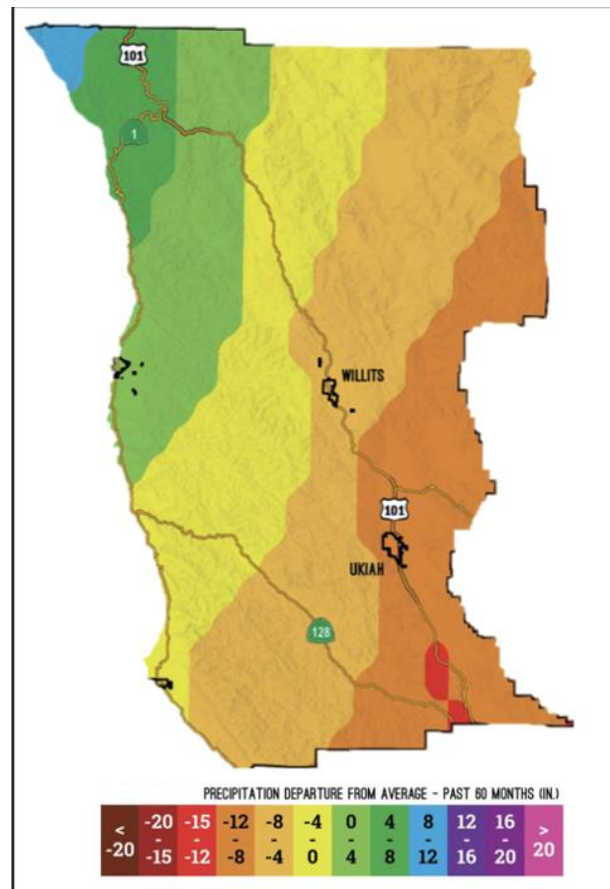 101
1
WILLITS
101
UKIAH
128
PRECIPITATION DEPARTURE FROM AVERAGE - PAST 60 MONTHS (IN.)
< -20 -15 -12 -8 -4 0 4 8 12 16 >
- - - - - - - - - -
-20 -15 -12 -8 -4 0 4 8 12 16 20 20